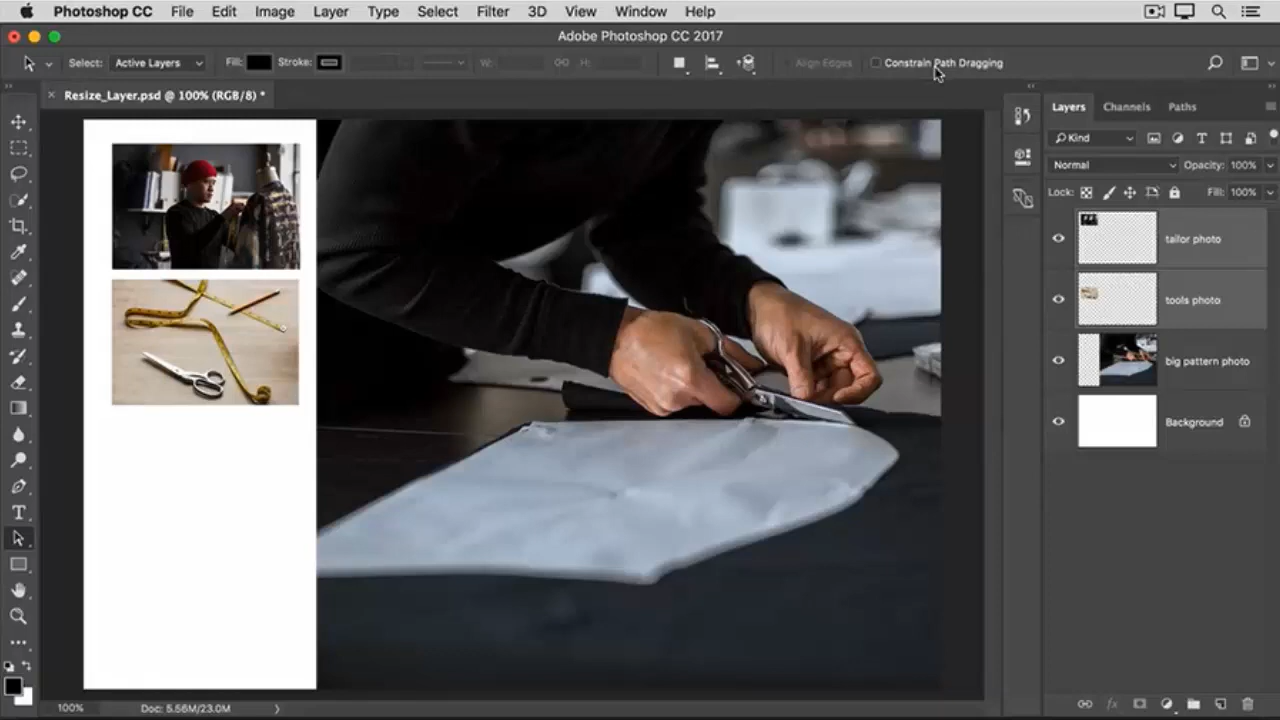 Photoshop CC File Edit Image Layer Type Select Filter 3D View Window Help
Adobe Photoshop CC 2017
Select: Active Layers Fill: Stroke: W: H: Align Edges Constrain Path Dragging
Resize_Layer.psd @ 100% (RGB/8) *
Layers Channels Paths
Kind
Normal Opacity: 100%
Lock: Fill: 100%
tailor photo
tools photo
big pattern photo
Background
100% Doc: 5.56M/23.0M